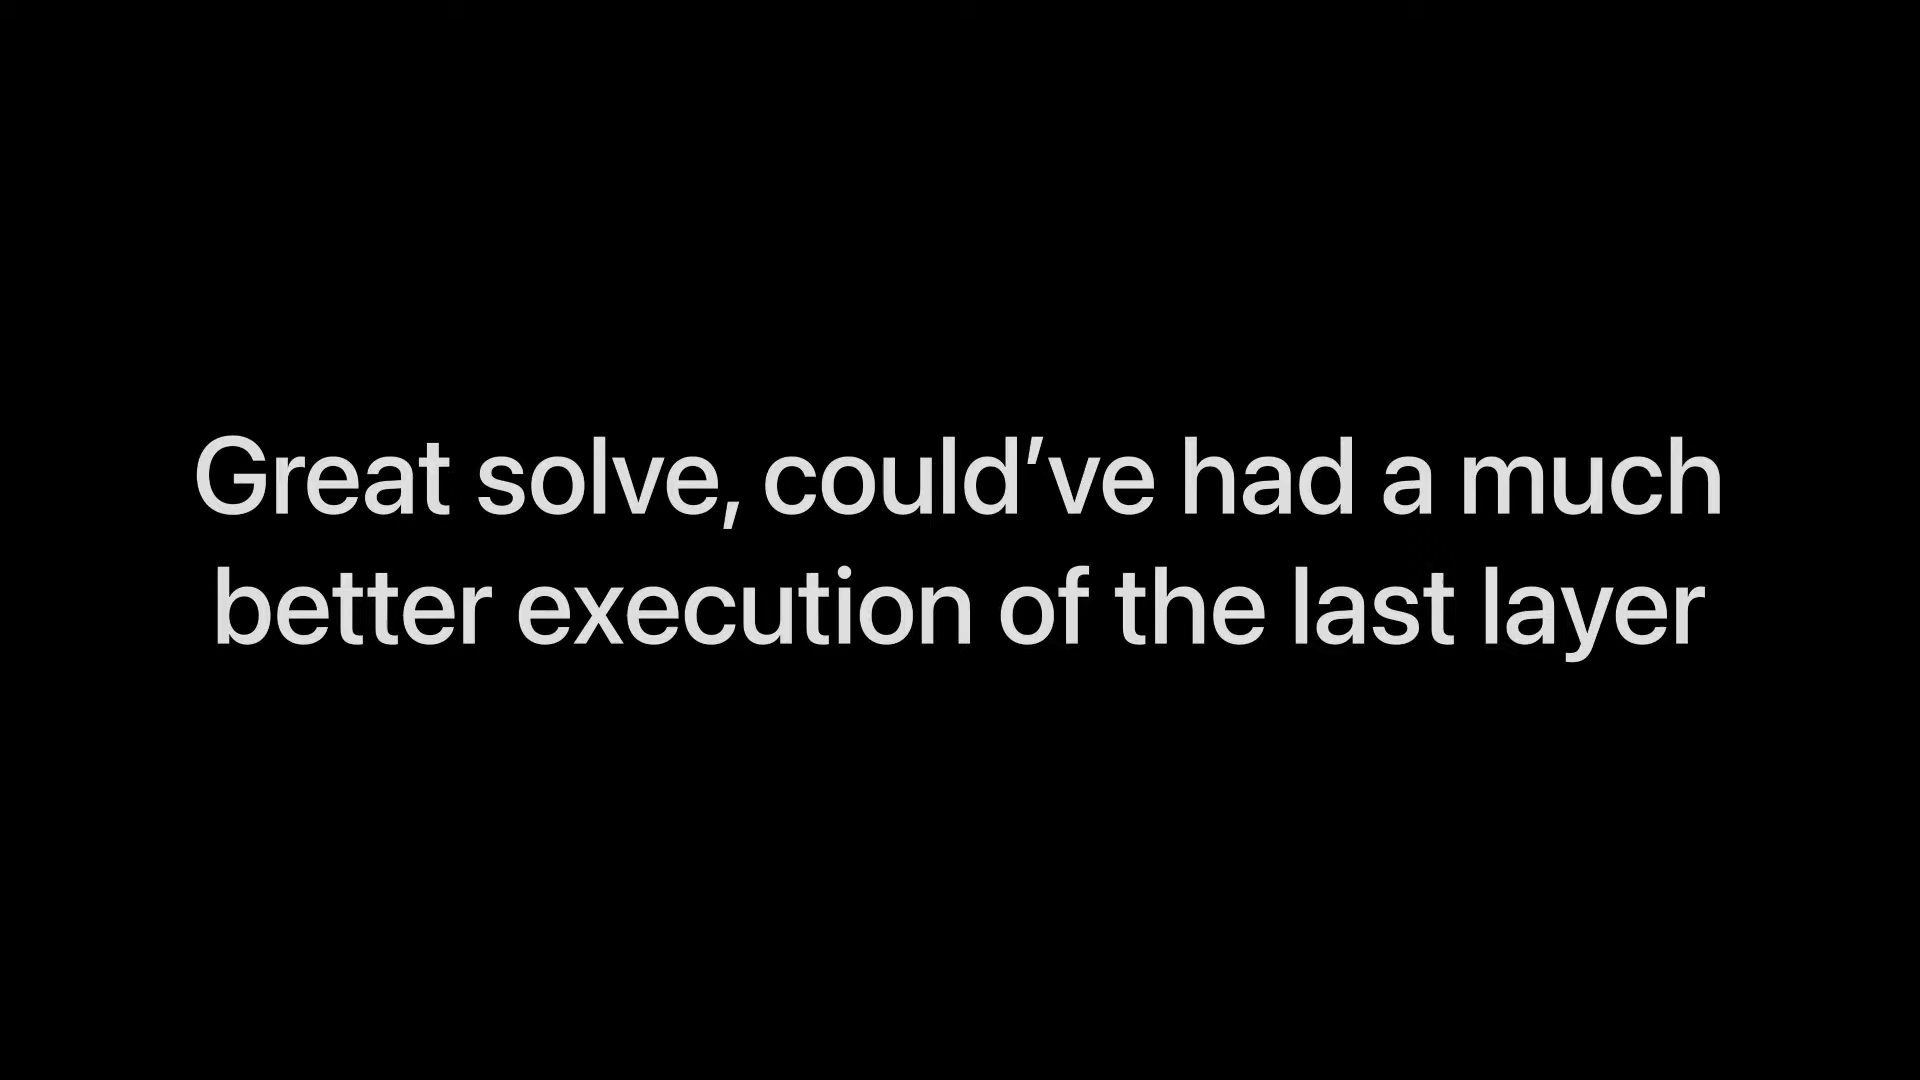 Great solve, could’ve had a much
better execution of the last layer